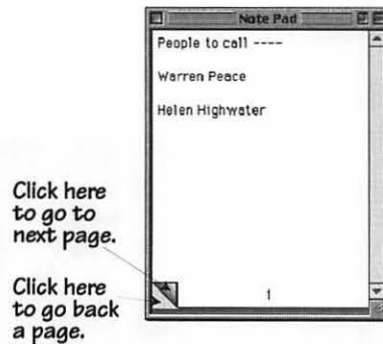 Note Pad
People to call ----
Warren Peace
Helen Highwater
Click here
to go to
next page.
Click here
to go back
a page.
1